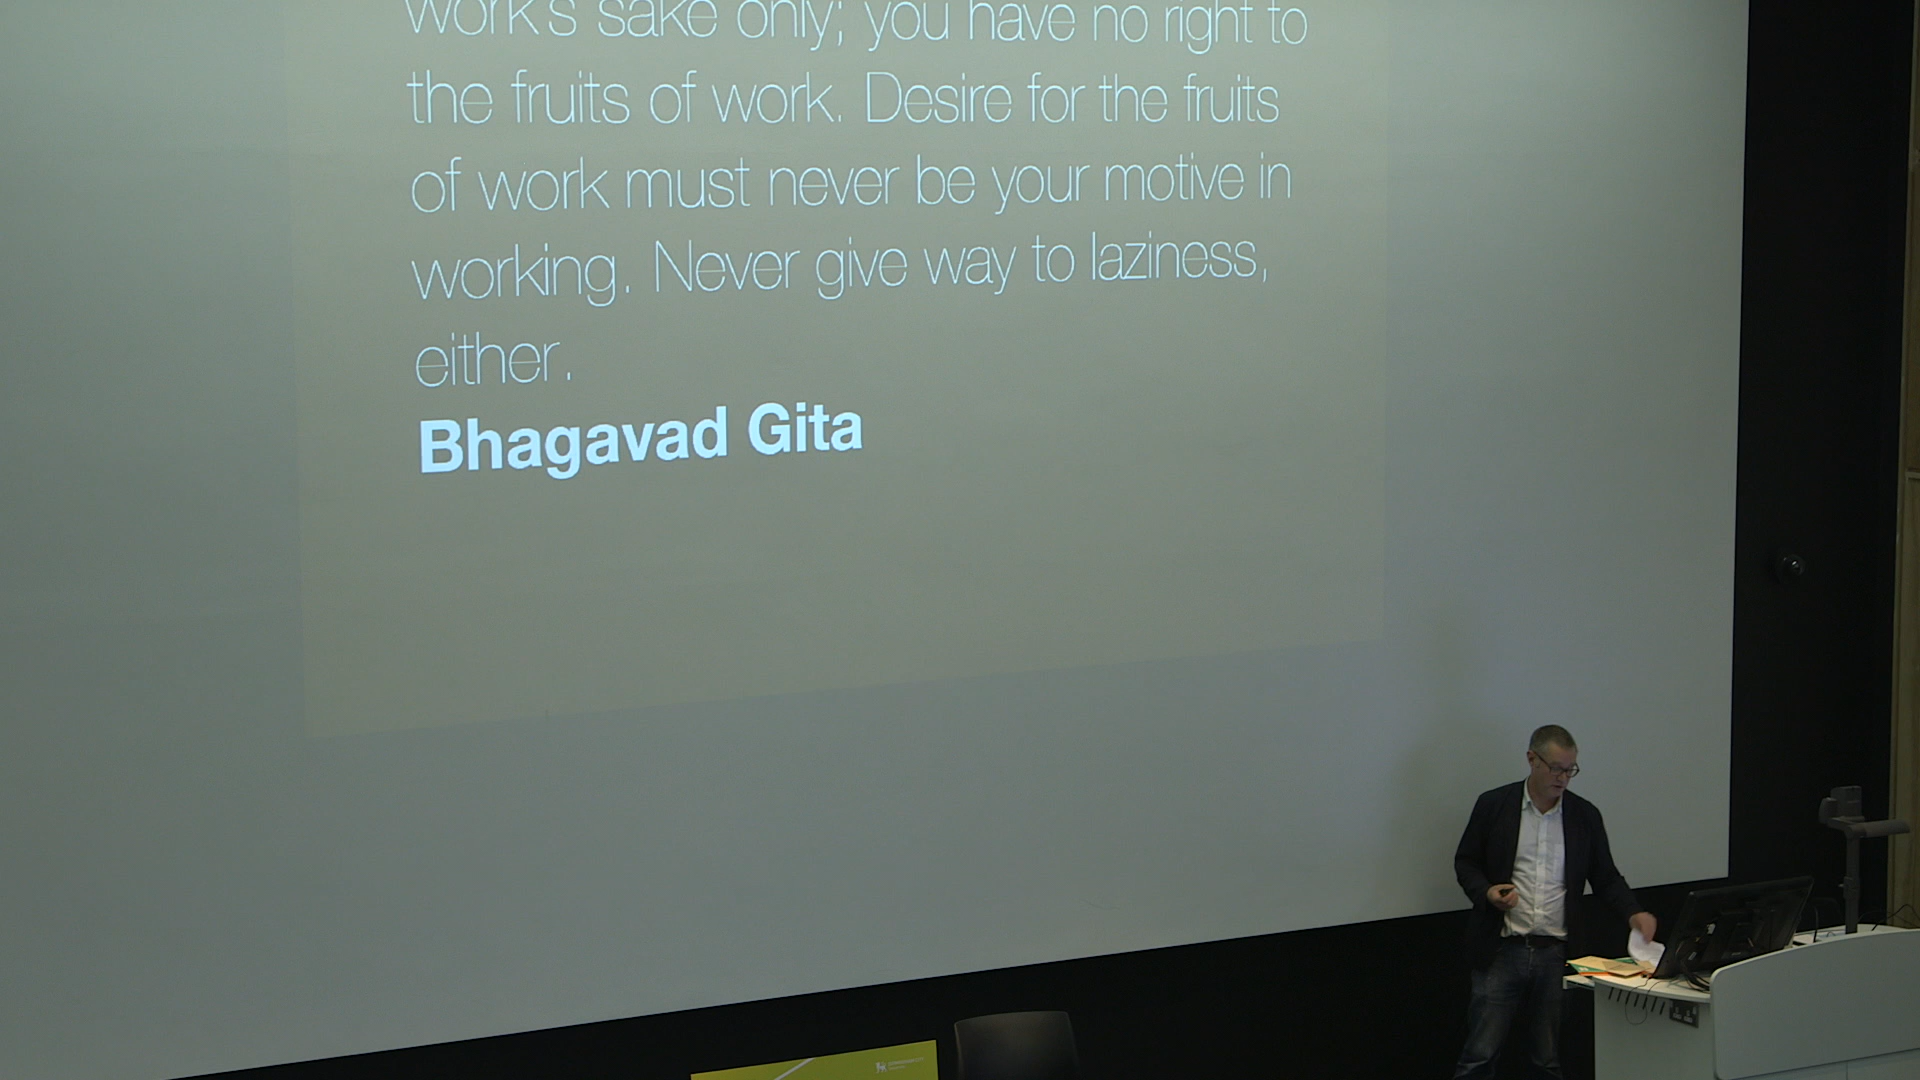 work's sake only; you have no right to
the fruits of work. Desire for the fruits
of work must never be your motive in
working. Never give way to laziness,
either.
Bhagavad Gita